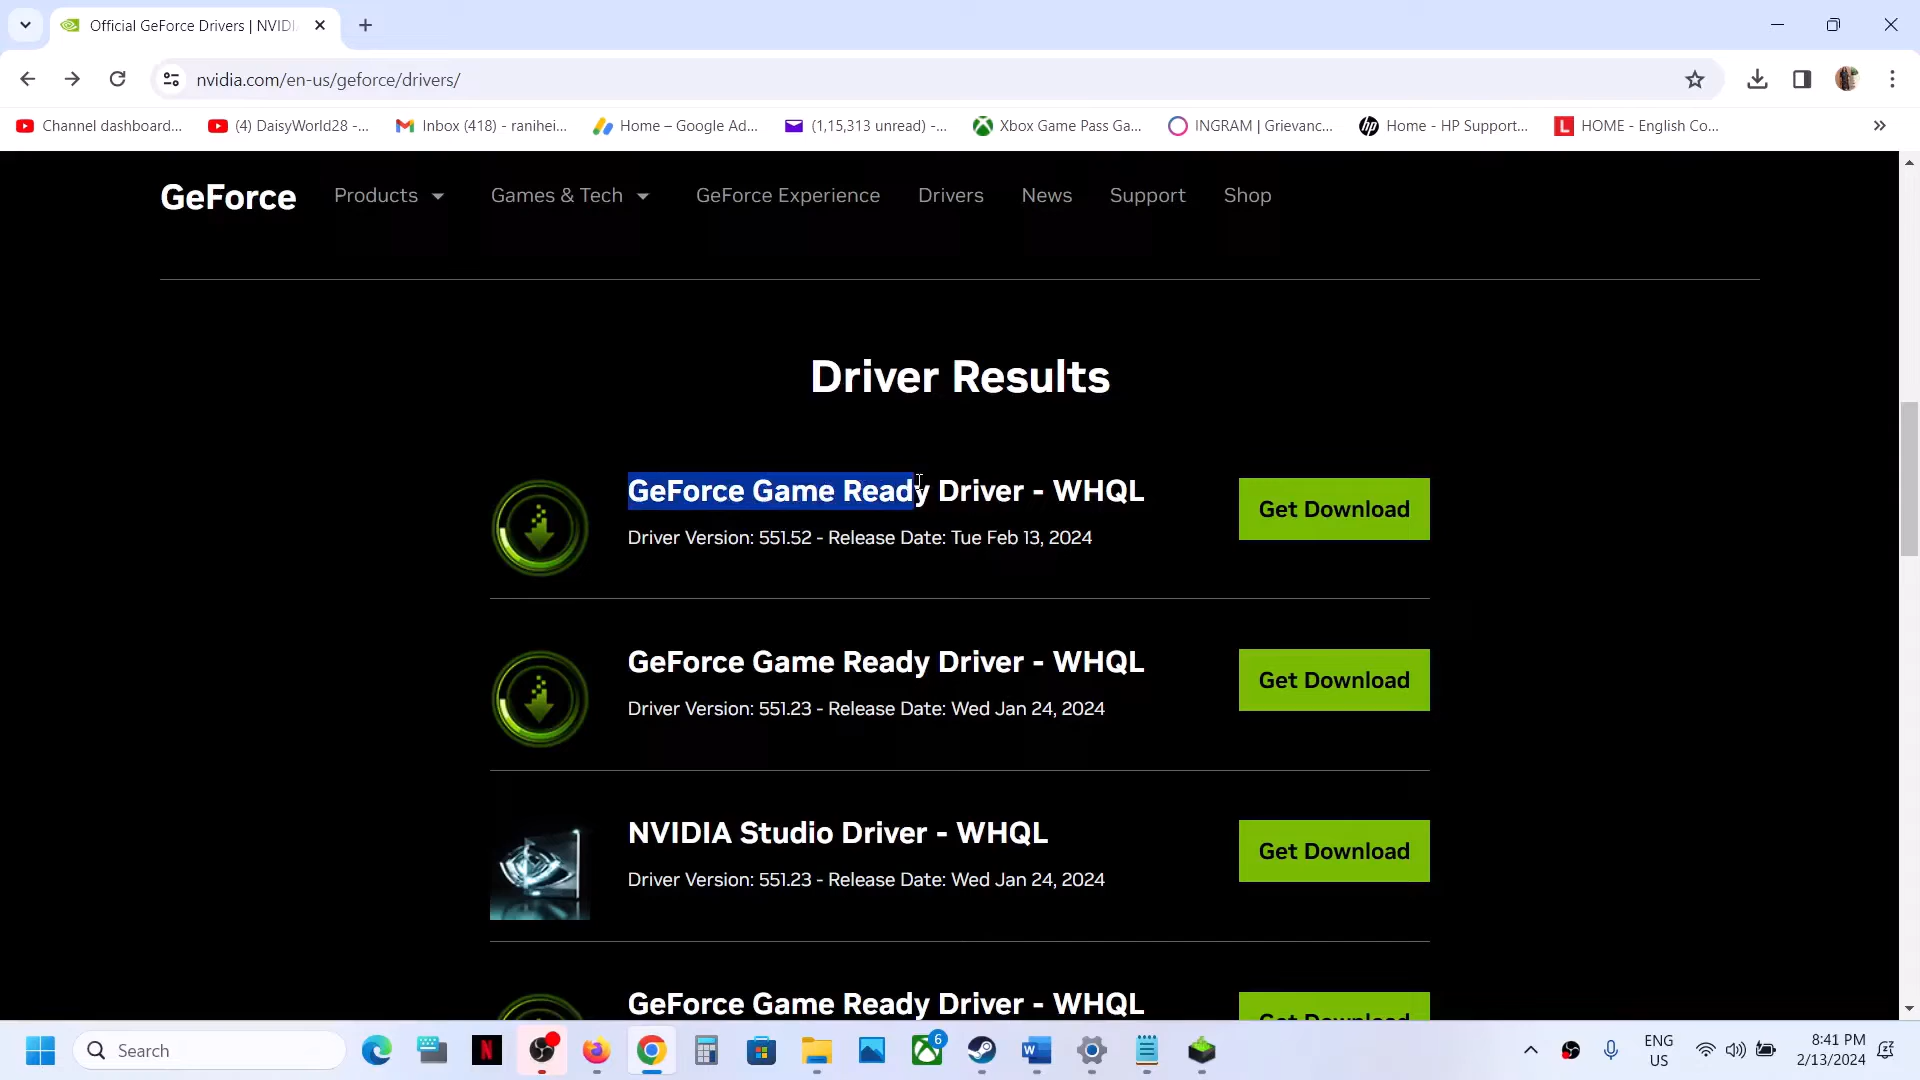 Official GeForce Drivers | NVIDI
nvidia.com/en-us/geforce/drivers/
Channel dashboard... (4) DaisyWorld28 -... Inbox (418) - ranihei... Home – Google Ad... (1,15,313 unread) -... Xbox Game Pass Ga... INGRAM | Grievanc... Home - HP Support... HOME - English Co...
GeForce Products Games & Tech GeForce Experience Drivers News Support Shop
Driver Results
GeForce Game Ready Driver - WHQL
Driver Version: 551.52 - Release Date: Tue Feb 13, 2024
Get Download
GeForce Game Ready Driver - WHQL
Driver Version: 551.23 - Release Date: Wed Jan 24, 2024
Get Download
NVIDIA Studio Driver - WHQL
Driver Version: 551.23 - Release Date: Wed Jan 24, 2024
Get Download
GeForce Game Ready Driver - WHQL
Get Download
Search
6
ENG
US
8:41 PM
2/13/2024